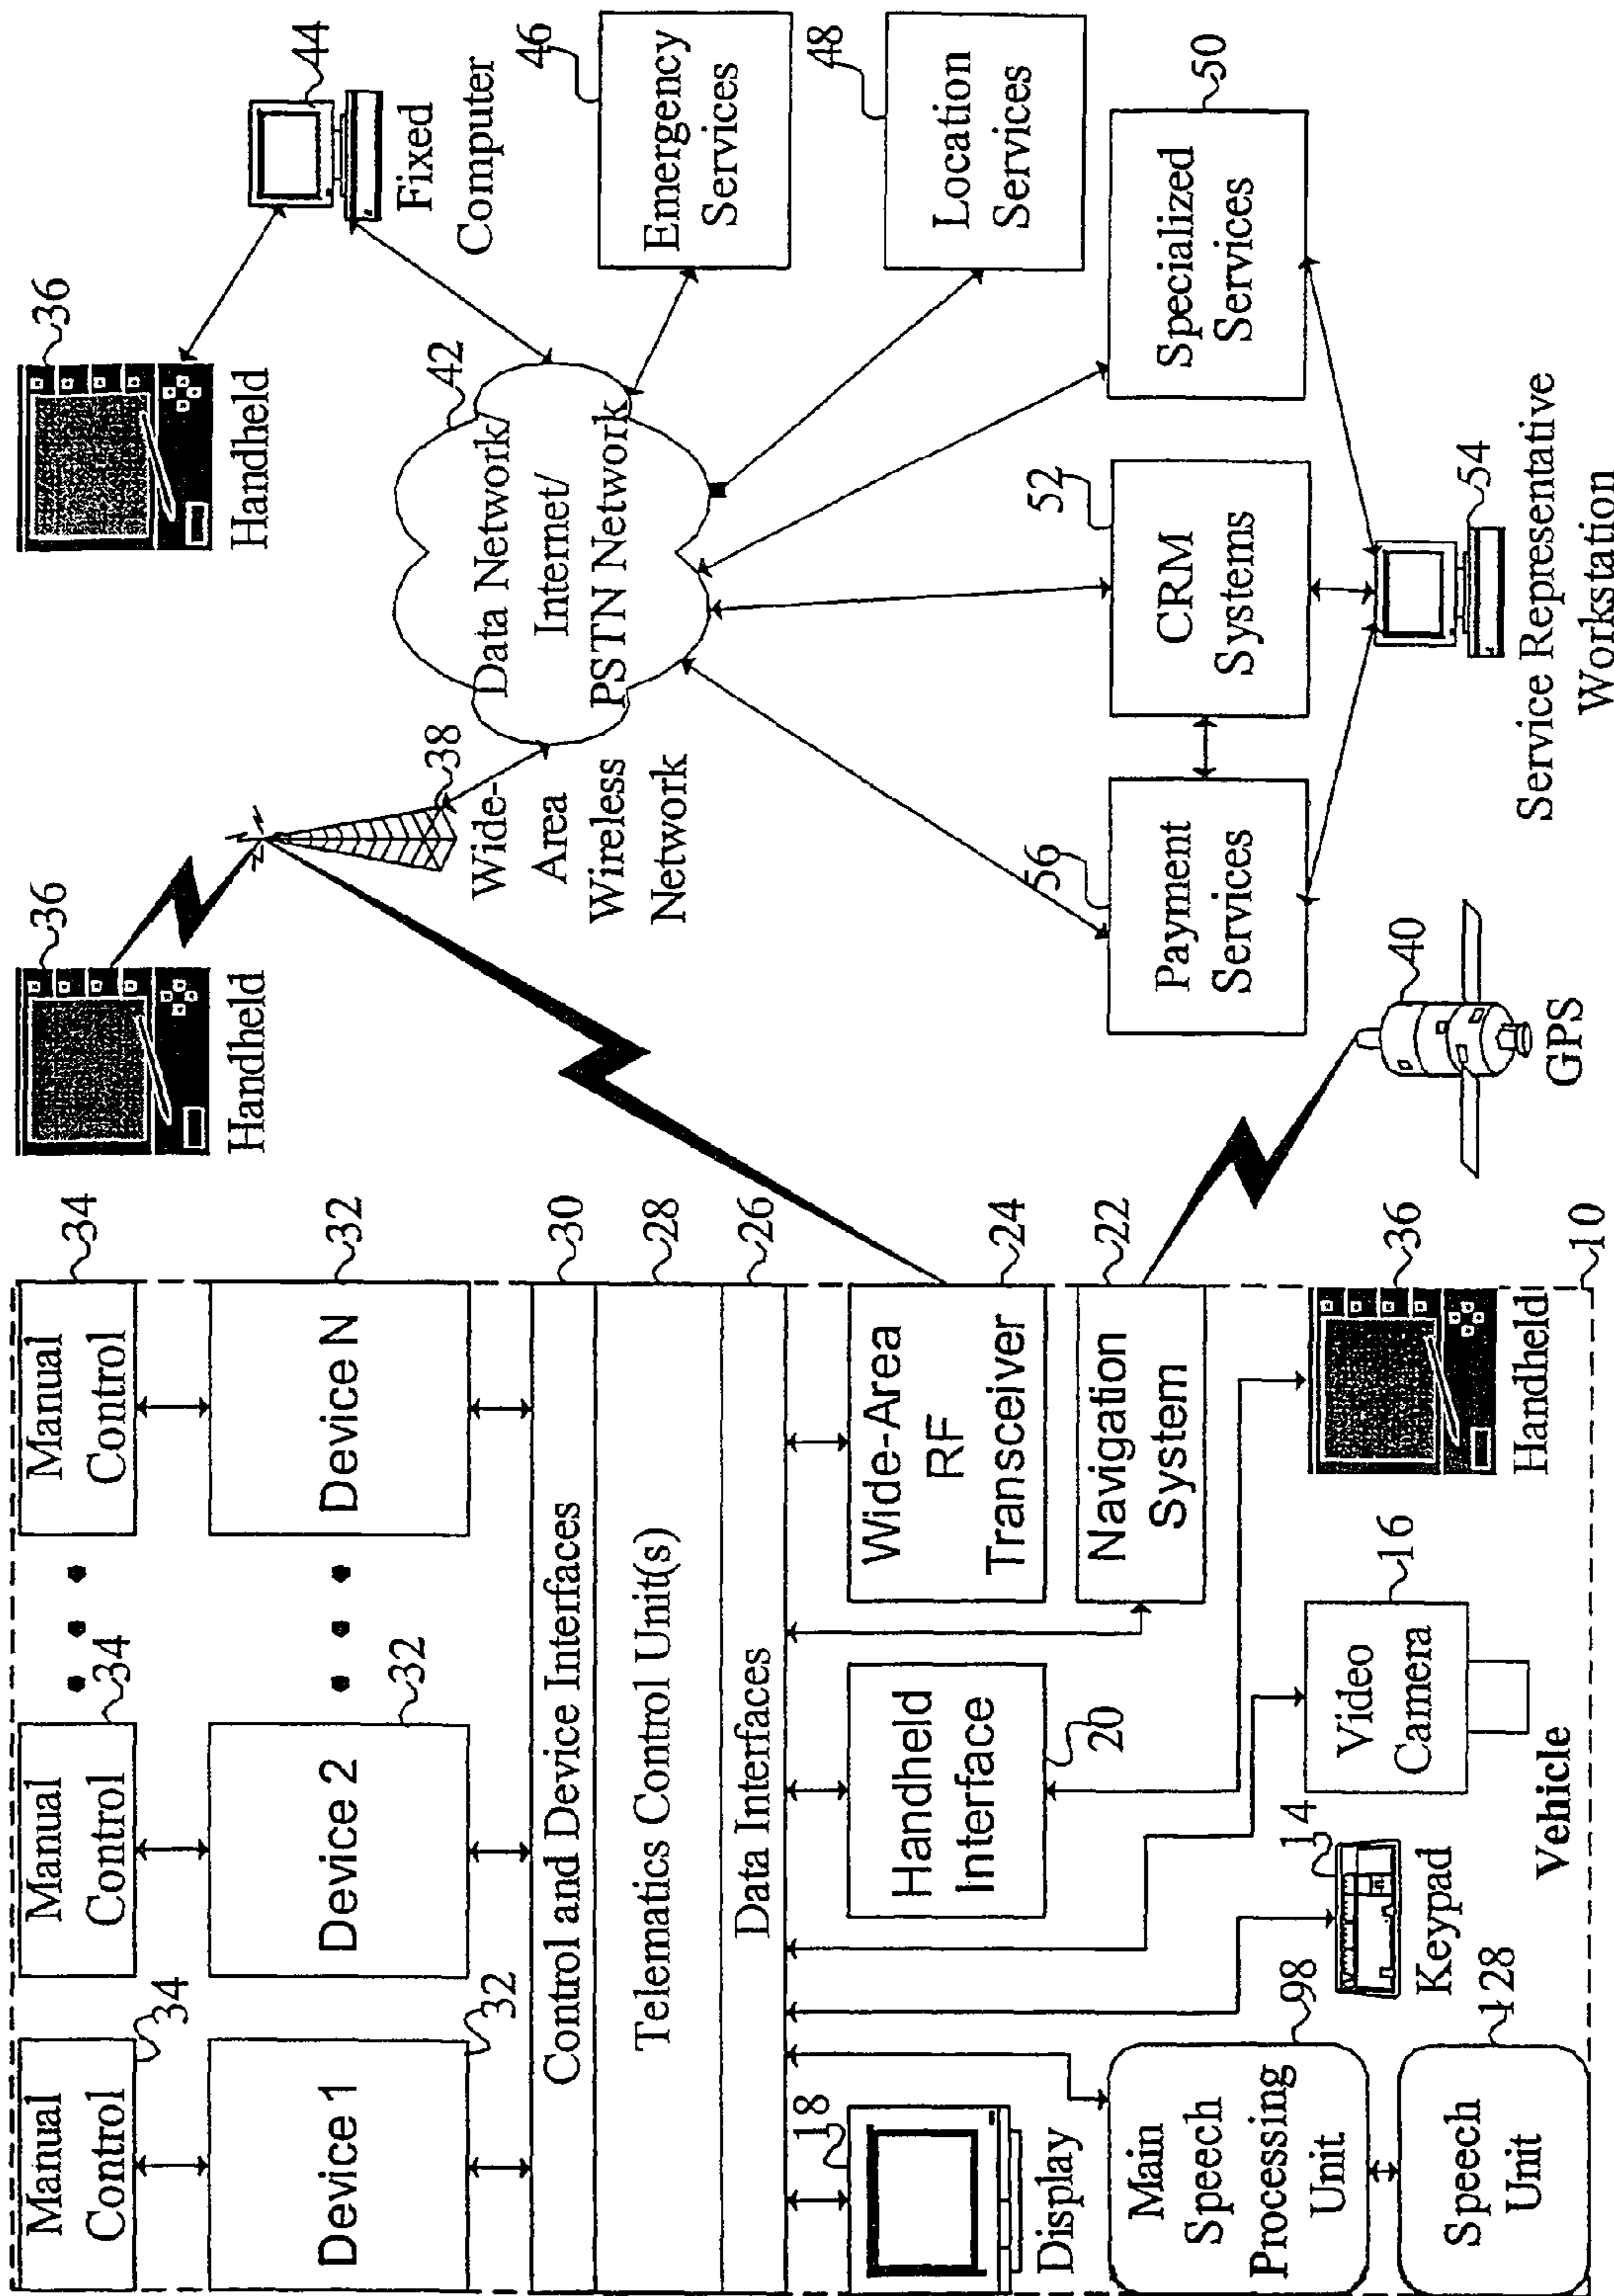 Manual
Control
34
Manual
Control
34
Manual
Control
34
Device 1
32
Device 2
32
Device N
32
Control and Device Interfaces
30
Telematics Control Unit(s)
28
Data Interfaces
26
18
Display
Handheld
Interface
20
Wide-Area
RF
Transceiver
24
Navigation
System
22
Main
Speech
Processing
Unit
98
Speech
Unit
128
14
Keypad
Video
Camera
16
Handheld
36
Vehicle
10
36
Handheld
36
Handheld
44
Fixed
Computer
38
Wide-
Area
Wireless
Network
42
Data Network/
Internet/
PSTN Network
46
Emergency
Services
48
Location
Services
56
Payment
Services
52
CRM
Systems
Specialized
Services
50
40
GPS
54
Service Representative
Workstation